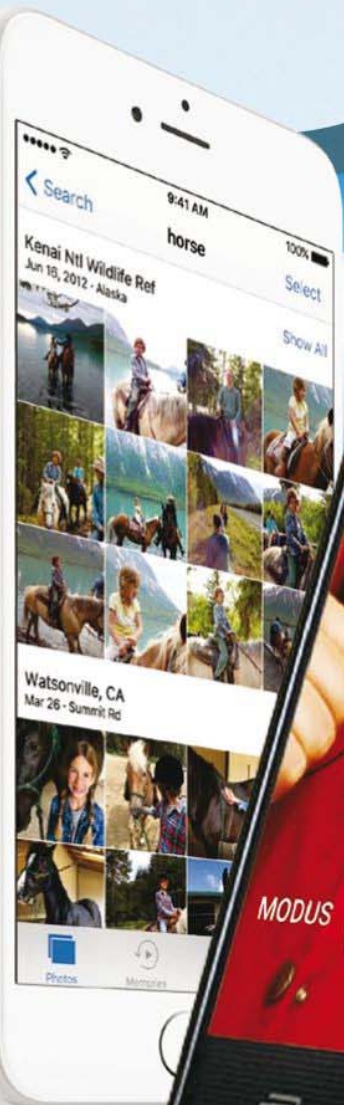 9:41 AM
100%
Search
horse
Select
Kenai Ntl Wildlife Ref
Jun 16, 2012 · Alaska
Show All
Watsonville, CA
Mar 26 · Summit Rd
Photos
Memories
MODUS